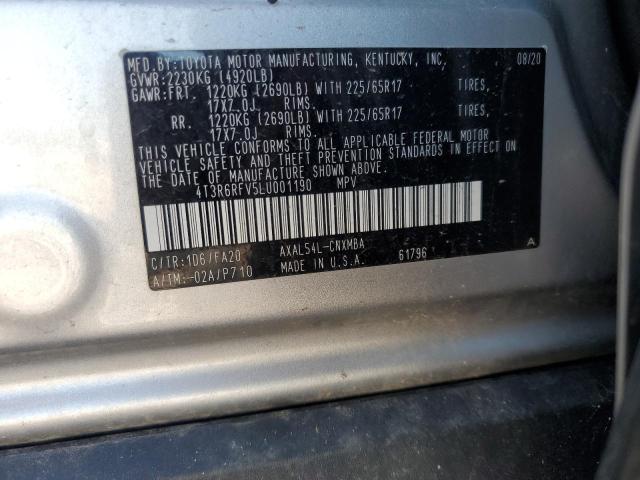 MFD.BY:TOYOTA MOTOR MANUFACTURING, KENTUCKY, INC. 08/20
GVWR:2230KG (4920LB)
GAWR:FRT. 1220KG (2690LB) WITH 225/65R17 TIRES,
17X7.0J RIMS.
RR. 1220KG (2690LB) WITH 225/65R17 TIRES,
17X7.0J RIMS.
THIS VEHICLE CONFORMS TO ALL APPLICABLE FEDERAL MOTOR
VEHICLE SAFETY AND THEFT PREVENTION STANDARDS IN EFFECT
ON THE DATE OF MANUFACTURE SHOWN ABOVE.
4T3R6RFV5LU001190 MPV
C/TR:1D6/FA20 AXAL54L-CNXMBA
A/TM:-02A/P710 MADE IN U.S.A. 61796 A